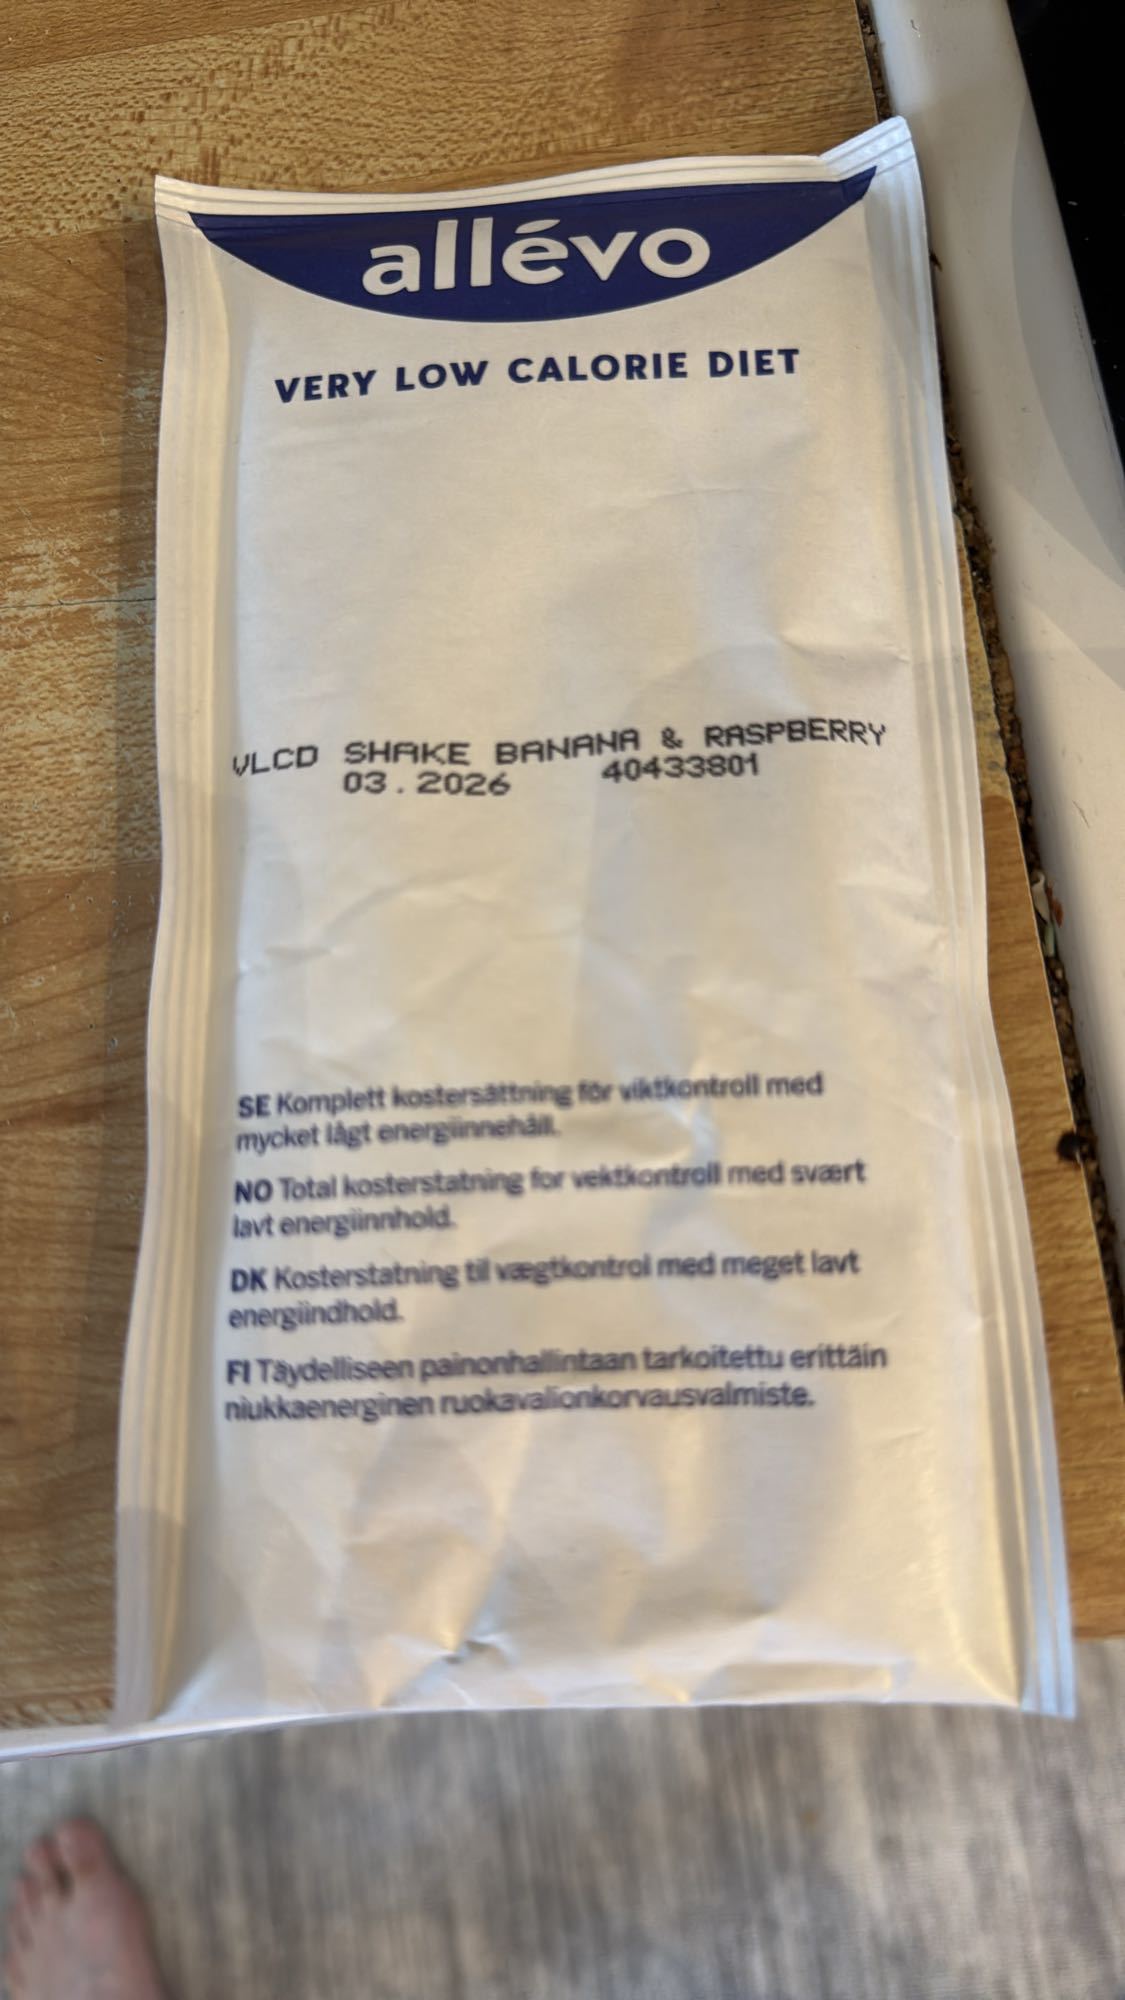 allévo
VERY LOW CALORIE DIET
VLCD SHAKE BANANA & RASPBERRY
03.2026 40433801
SE Komplett kostersättning för viktkontroll med
mycket lågt energiinnehåll.
NO Total kosterstatning for vektkontroll med svært
lavt energiinnhold.
DK Kosterstatning til vægtkontrol med meget lavt
energiindhold.
FI Täydelliseen painonhallintaan tarkoitettu erittäin
niukkaenerginen ruokavalionkorvausvalmiste.